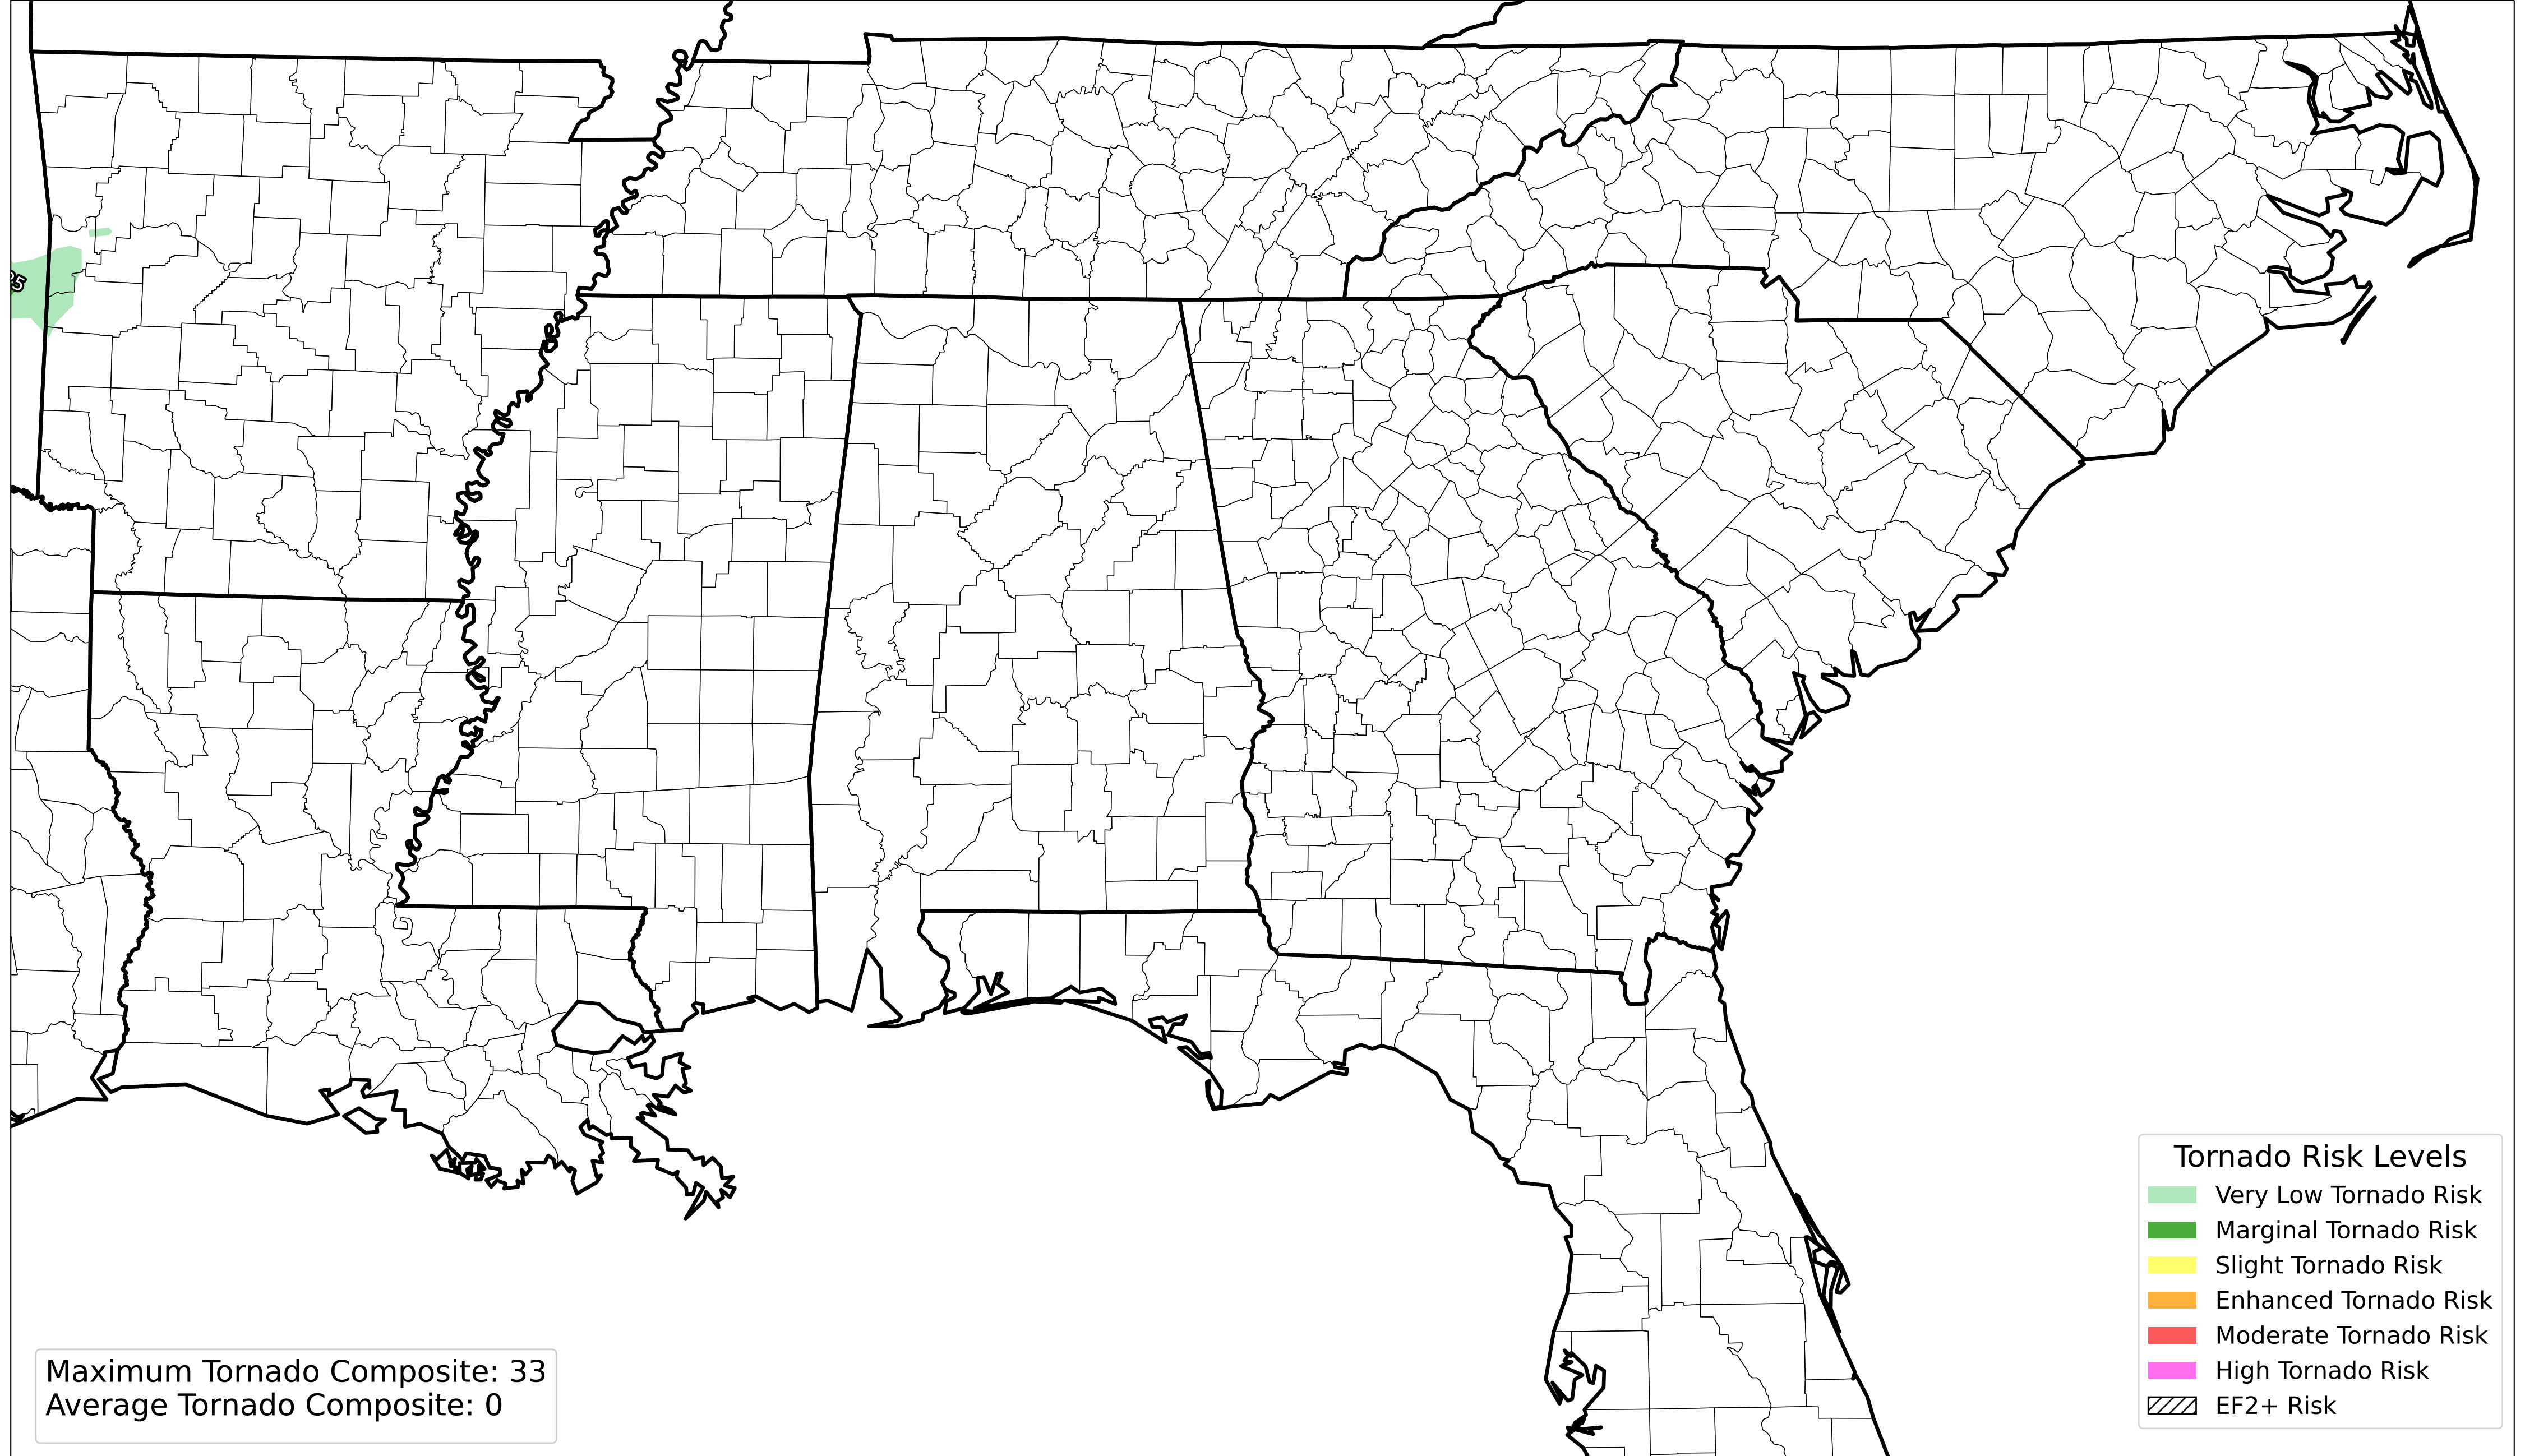 Tornado Risk Levels
Very Low Tornado Risk
Marginal Tornado Risk
Slight Tornado Risk
Enhanced Tornado Risk
Moderate Tornado Risk
High Tornado Risk
EF2+ Risk
Maximum Tornado Composite: 33
Average Tornado Composite: 0